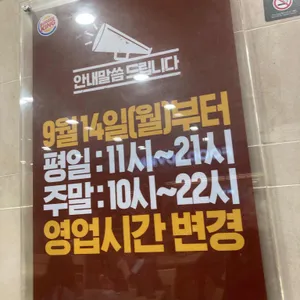 BURGER
KING
안내말씀 드립니다
9월 14일(월)부터
평일 : 11시~21시
주말 : 10시~22시
영업시간 변경